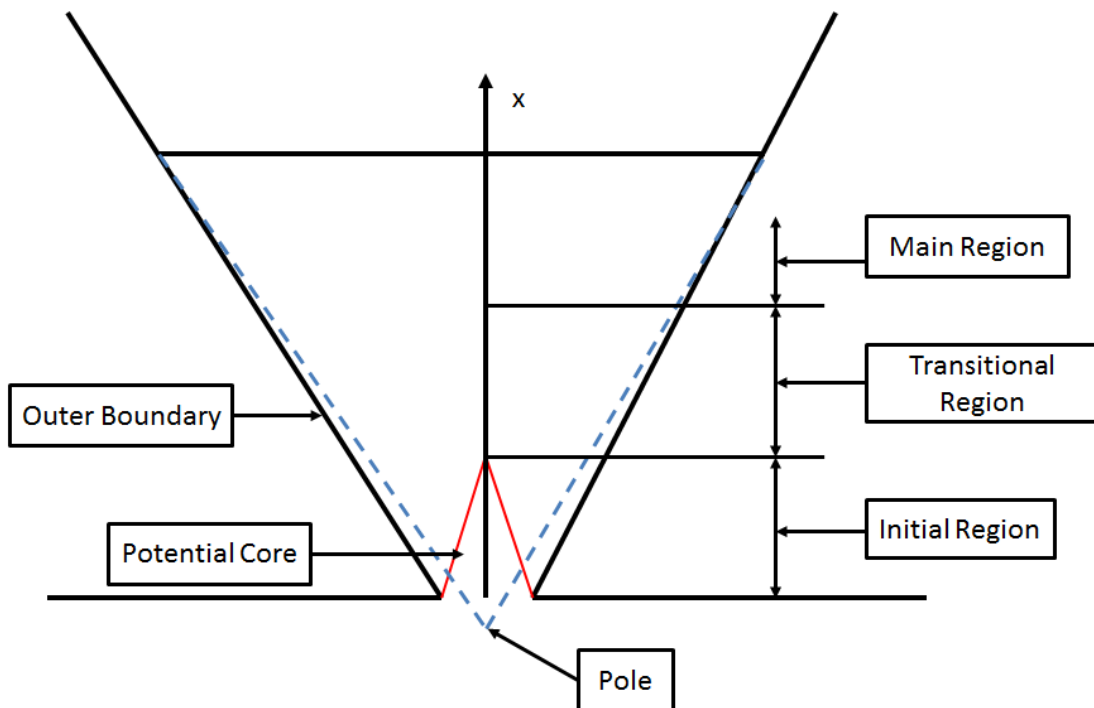 x
Main Region
Transitional
Region
Outer Boundary
Potential Core
Initial Region
Pole